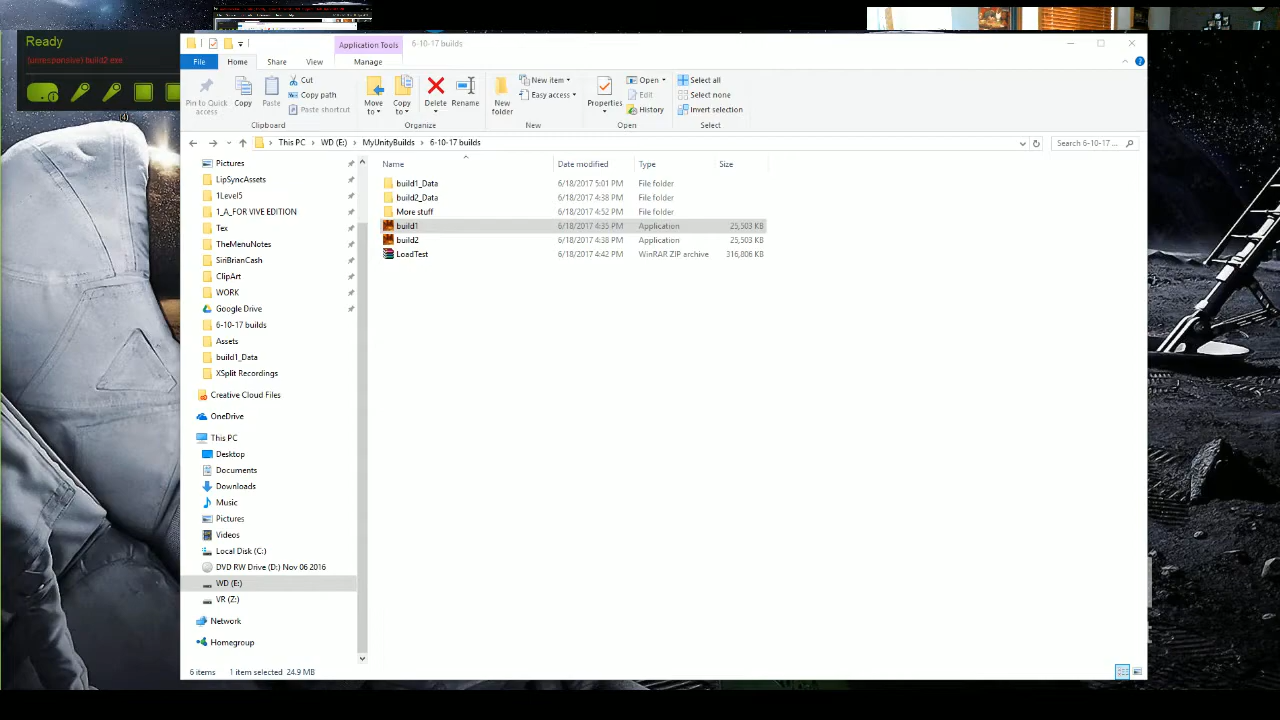 Ready
(unresponsive) build2.exe
Application Tools
6-10-17 builds
File
Home
Share
View
Manage
Pin to Quick access
Copy
Paste
Cut
Copy path
Paste shortcut
Clipboard
Move to
Copy to
Delete
Rename
Organize
New folder
New item
Easy access
New
Properties
Open
Edit
History
Open
Select all
Select none
Invert selection
Select
This PC > WD (E:) > MyUnityBuilds > 6-10-17 builds
Search 6-10-17 ...
Name Date modified Type Size
build1_Data 6/18/2017 5:01 PM File folder
build2_Data 6/18/2017 4:38 PM File folder
More stuff 6/18/2017 4:52 PM File folder
build1 6/18/2017 4:35 PM Application 25,503 KB
build2 6/18/2017 4:38 PM Application 25,503 KB
LoadTest 6/18/2017 4:42 PM WinRAR ZIP archive 316,806 KB
Pictures
LipSyncAssets
1Level5
1_A_FOR VIVE EDITION
Tex
TheMenuNotes
SinBrianCash
ClipArt
WORK
Google Drive
6-10-17 builds
Assets
build1_Data
XSplit Recordings
Creative Cloud Files
OneDrive
This PC
Desktop
Documents
Downloads
Music
Pictures
Videos
Local Disk (C:)
DVD RW Drive (D:) Nov 06 2016
WD (E:)
VR (Z:)
Network
Homegroup
6 items 1 item selected 24.9 MB